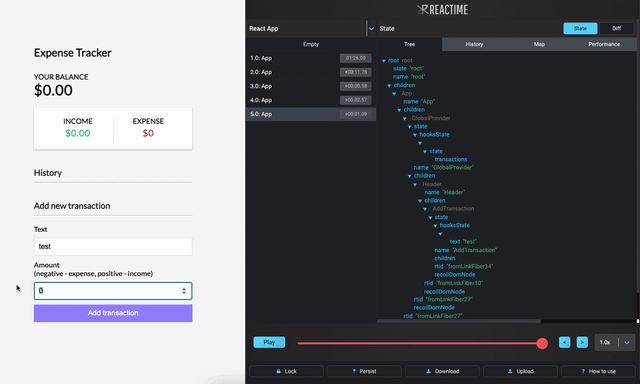 Expense Tracker
YOUR BALANCE
$0.00
INCOME
EXPENSE
$0.00
$0
History
Add new transaction
Text
test
Amount
(negative - expense, positive - income)
0
Add transaction
REACTIME
React App
State
State
Diff
Empty
Tree
History
Map
Performance
1.0: App
01:26.00
2.0: App
+00:11.75
3.0: App
+00:00.58
4.0: App
+00:02.57
5.0: App
+00:01.09
root root
state "root"
name "root"
children
App
name "App"
children
GlobalProvider
state
hooksState
state
transactions
name "GlobalProvider"
children
Header
name "Header"
children
AddTransaction
state
hooksState
text "test"
name "AddTransaction"
children
rtid "fromLinkFiber34"
recoilDomNode
rtid "fromLinkFiber30"
recoilDomNode
rtid "fromLinkFiber27"
recoilDomNode
rtid "fromLinkFiber27"
Play
<
>
1.0x
Lock
Persist
Download
Upload
? How to use